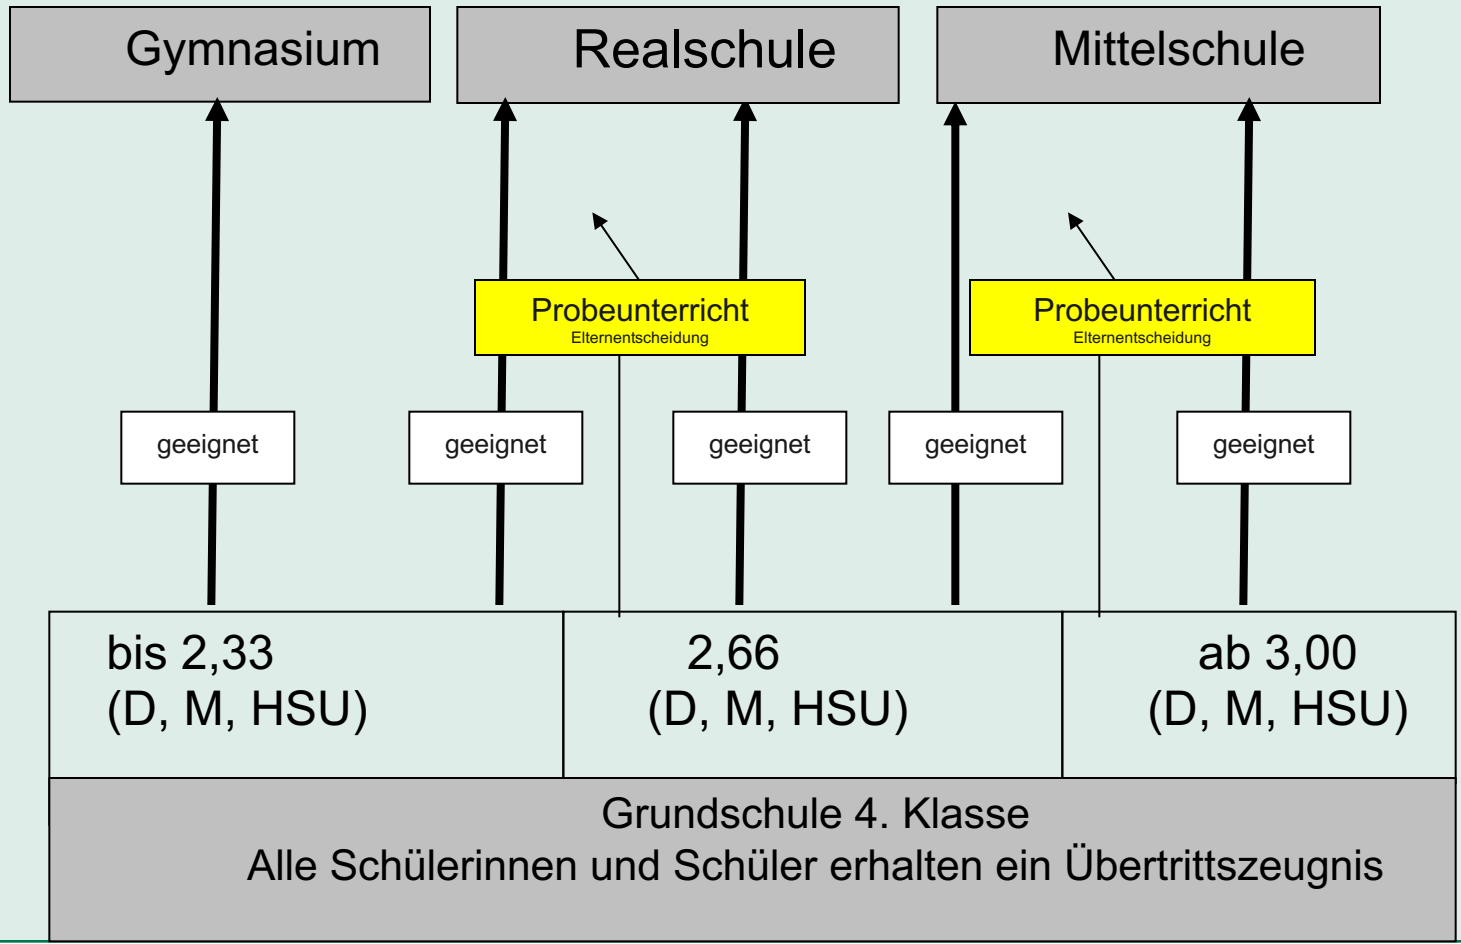 Gymnasium
Realschule
Mittelschule
Probeunterricht
Elternentscheidung
Probeunterricht
Elternentscheidung
geeignet
geeignet
geeignet
geeignet
geeignet
bis 2,33
(D, M, HSU)
2,66
(D, M, HSU)
ab 3,00
(D, M, HSU)
Grundschule 4. Klasse
Alle Schülerinnen und Schüler erhalten ein Übertrittszeugnis